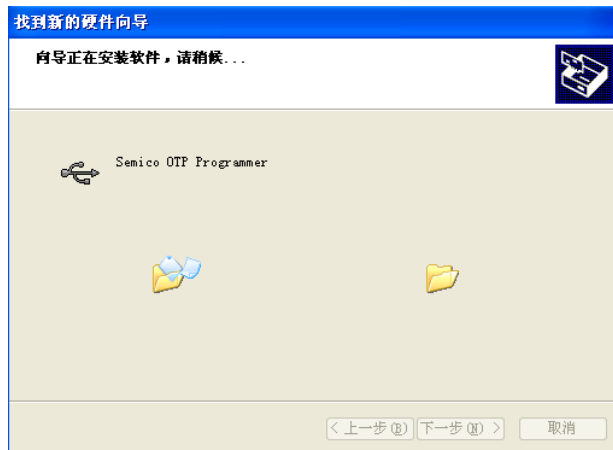 找到新的硬件向导
向导正在安装软件，请稍候...
Semico OTP Programmer
< 上一步(B) 下一步(N) > 取消